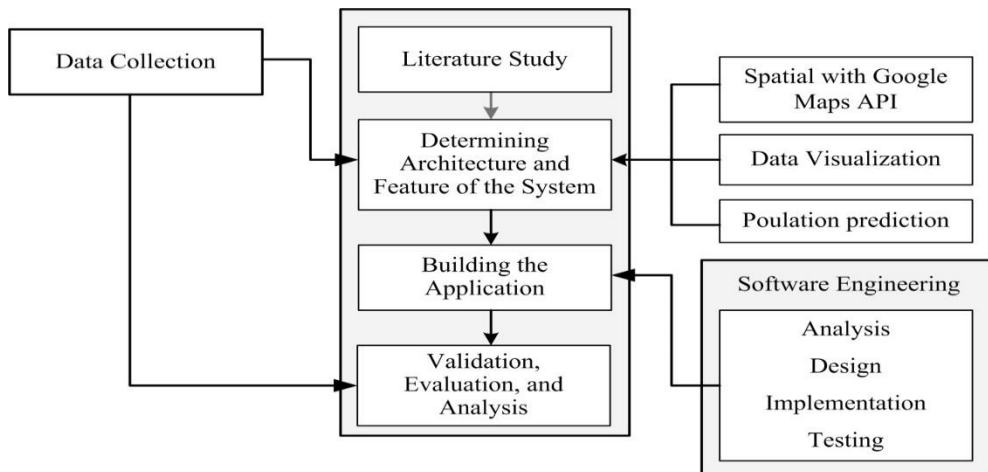 Data Collection
Literature Study
Determining
Architecture and
Feature of the System
Building the
Application
Validation,
Evaluation, and
Analysis
Spatial with Google
Maps API
Data Visualization
Poulation prediction
Software Engineering
Analysis
Design
Implementation
Testing